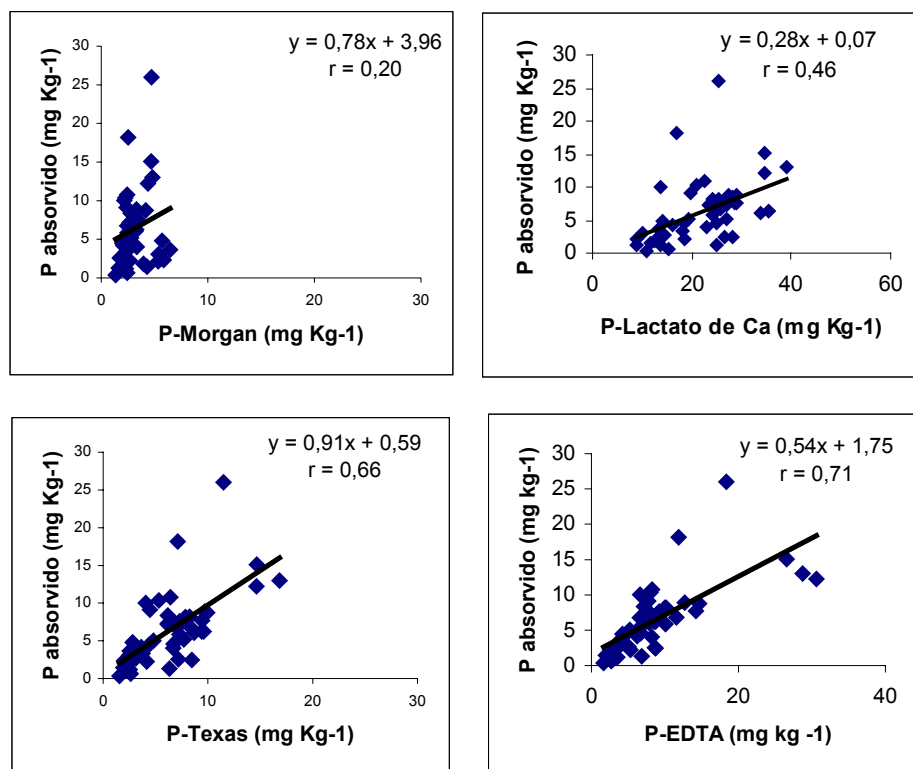 y = 0,78x + 3,96
r = 0,20
P absorvido (mg Kg-1)
30
25
20
15
10
5
0
0 10 20 30
P-Morgan (mg Kg-1)
y = 0,28x + 0,07
r = 0,46
P absorvido (mg Kg-1)
30
25
20
15
10
5
0
0 20 40 60
P-Lactato de Ca (mg Kg-1)
y = 0,91x + 0,59
r = 0,66
P absorvido (mg Kg-1)
30
25
20
15
10
5
0
0 10 20 30
P-Texas (mg Kg-1)
y = 0,54x + 1,75
r = 0,71
P absorvido (mg kg-1)
30
25
20
15
10
5
0
0 20 40
P-EDTA (mg kg -1)